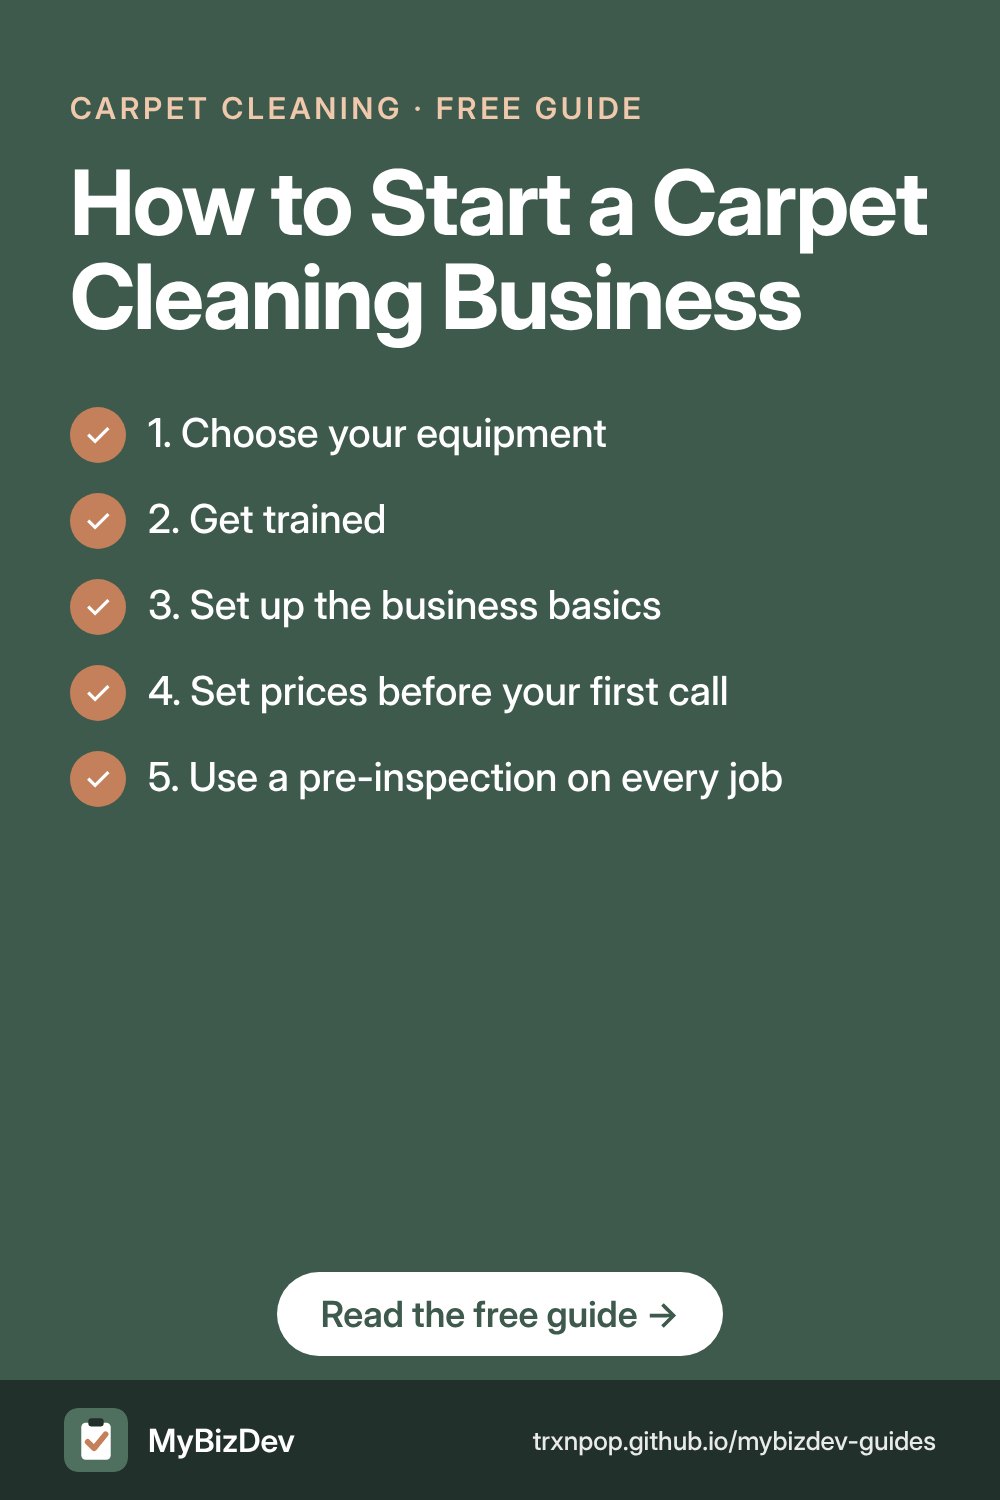 CARPET CLEANING · FREE GUIDE
How to Start a Carpet
Cleaning Business
1. Choose your equipment
2. Get trained
3. Set up the business basics
4. Set prices before your first call
5. Use a pre-inspection on every job
Read the free guide →
MyBizDev
trxnpop.github.io/mybizdev-guides